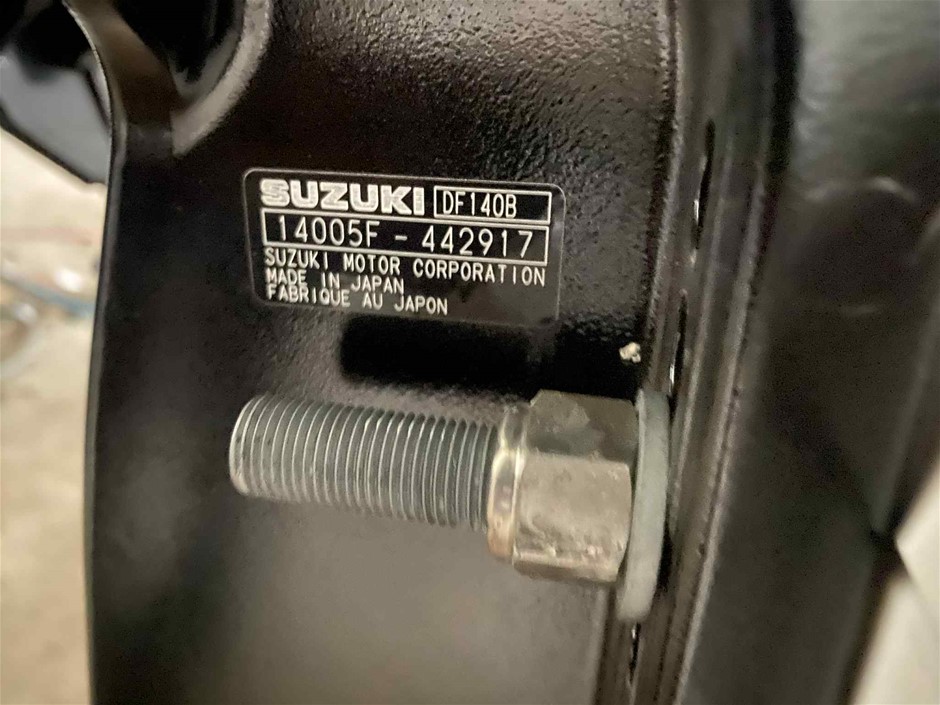 SUZUKI DF140B
14005F - 442917
SUZUKI MOTOR CORPORATION
MADE IN JAPAN
FABRIQUE AU JAPON